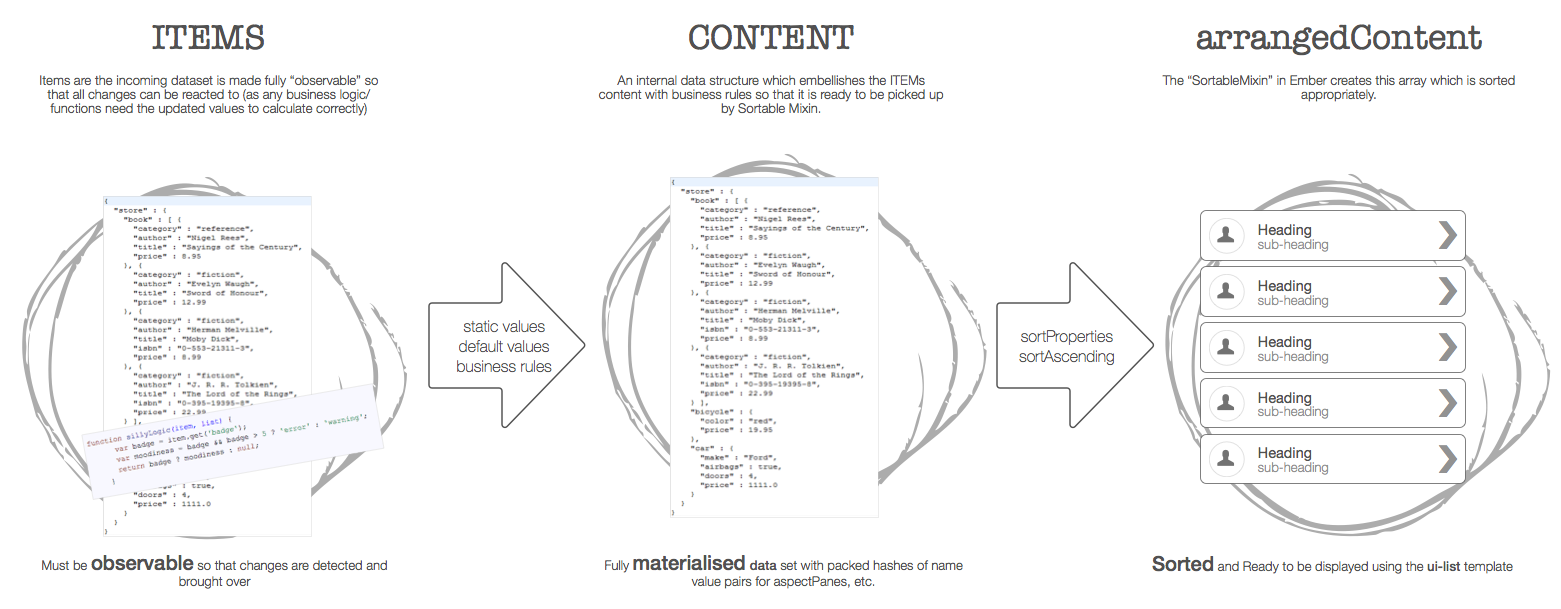 ITEMS
Items are the incoming dataset is made fully “observable” so
that all changes can be reacted to (as any business logic/
functions need the updated values to calculate correctly)
{
"store" : {
"book" : [ {
"category" : "reference",
"author" : "Nigel Rees",
"title" : "Sayings of the Century",
"price" : 8.95
}, {
"category" : "fiction",
"author" : "Evelyn Waugh",
"title" : "Sword of Honour",
"price" : 12.99
}, {
"category" : "fiction",
"author" : "Herman Melville",
"title" : "Moby Dick",
"isbn" : "0-553-21311-3",
"price" : 8.99
}, {
"category" : "fiction",
"author" : "J. R. R. Tolkien",
"title" : "The Lord of the Rings",
"isbn" : "0-395-19395-8",
"price" : 22.99
} ],
function sillyLogic(item, list) {
var badge = item.get('badge');
var moodiness = badge && badge > 5 ? 'error' : 'warning';
return badge ? moodiness : null;
}
: true,
"doors" : 4,
"price" : 1111.0
}
}
}
Must be observable so that changes are detected and
brought over
static values
default values
business rules
CONTENT
An internal data structure which embellishes the ITEMs
content with business rules so that it is ready to be picked up
by Sortable Mixin.
{
"store" : {
"book" : [ {
"category" : "reference",
"author" : "Nigel Rees",
"title" : "Sayings of the Century",
"price" : 8.95
}, {
"category" : "fiction",
"author" : "Evelyn Waugh",
"title" : "Sword of Honour",
"price" : 12.99
}, {
"category" : "fiction",
"author" : "Herman Melville",
"title" : "Moby Dick",
"isbn" : "0-553-21311-3",
"price" : 8.99
}, {
"category" : "fiction",
"author" : "J. R. R. Tolkien",
"title" : "The Lord of the Rings",
"isbn" : "0-395-19395-8",
"price" : 22.99
} ],
"bicycle" : {
"color" : "red",
"price" : 19.95
},
"car" : {
"make" : "Ford",
"airbags" : true,
"doors" : 4,
"price" : 1111.0
}
}
}
Fully materialised data set with packed hashes of name
value pairs for aspectPanes, etc.
sortProperties
sortAscending
arrangedContent
The “SortableMixin” in Ember creates this array which is sorted
appropriately.
Heading
sub-heading
Heading
sub-heading
Heading
sub-heading
Heading
sub-heading
Heading
sub-heading
Sorted and Ready to be displayed using the ui-list template